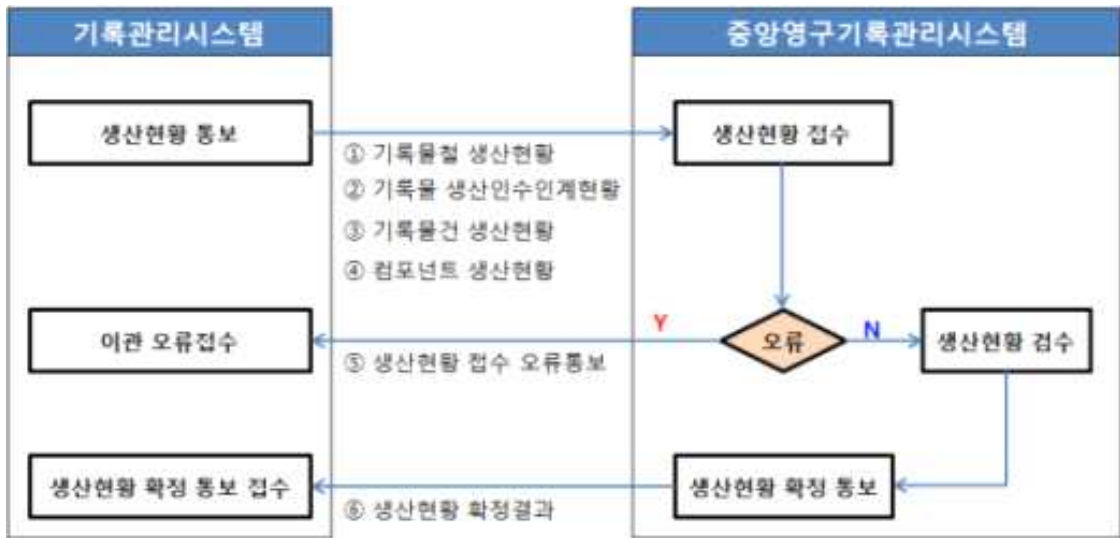 기록관리시스템
중앙영구기록관리시스템
생산현황 통보
생산현황 접수
① 기록물철 생산현황
② 기록물 생산인수인계현황
③ 기록물건 생산현황
④ 컴포넌트 생산현황
이관 오류접수
Y
오류
N
생산현황 검수
⑤ 생산현황 접수 오류통보
생산현황 확정 통보 접수
생산현황 확정 통보
⑥ 생산현황 확정결과